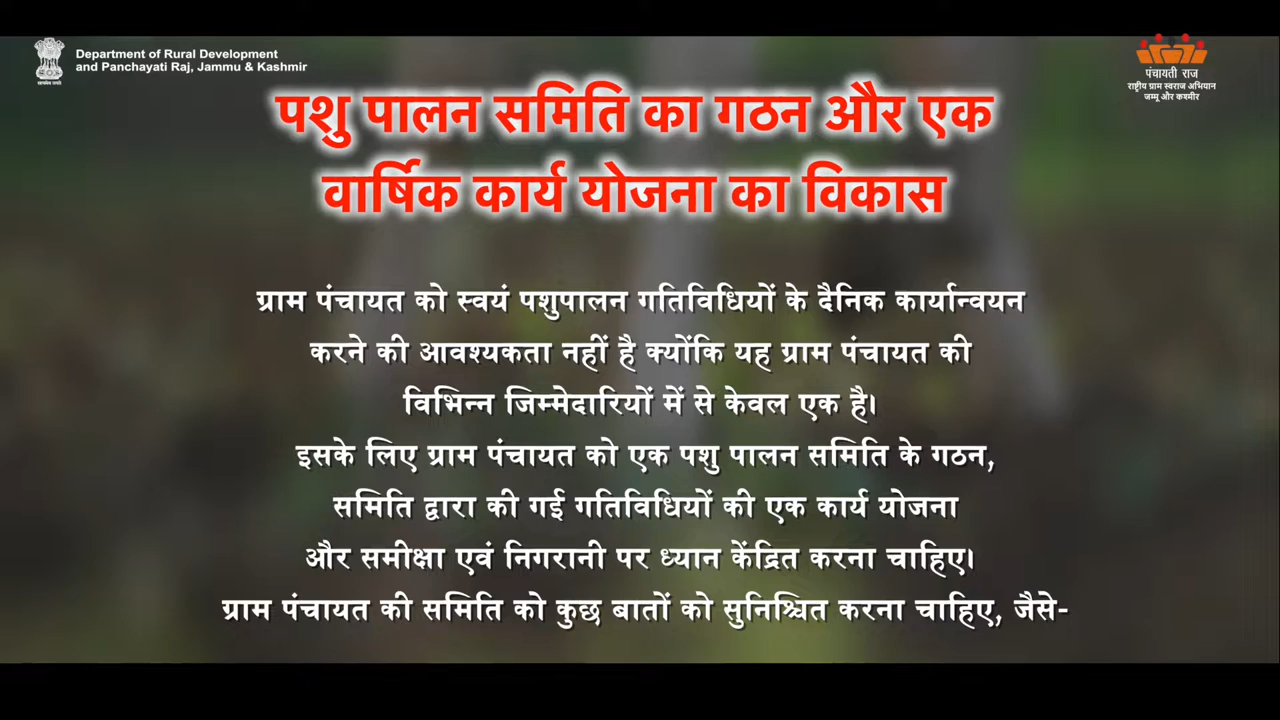 Department of Rural Development
and Panchayati Raj, Jammu & Kashmir
पंचायती राज
राष्ट्रीय ग्राम स्वराज अभियान
जम्मू और कश्मीर
सत्यमेव जयते
पशु पालन समिति का गठन और एक
वार्षिक कार्य योजना का विकास
ग्राम पंचायत को स्वयं पशुपालन गतिविधियों के दैनिक कार्यान्वयन
करने की आवश्यकता नहीं है क्योंकि यह ग्राम पंचायत की
विभिन्न जिम्मेदारियों में से केवल एक है।
इसके लिए ग्राम पंचायत को एक पशु पालन समिति के गठन,
समिति द्वारा की गई गतिविधियों की एक कार्य योजना
और समीक्षा एवं निगरानी पर ध्यान केंद्रित करना चाहिए।
ग्राम पंचायत की समिति को कुछ बातों को सुनिश्चित करना चाहिए, जैसे-